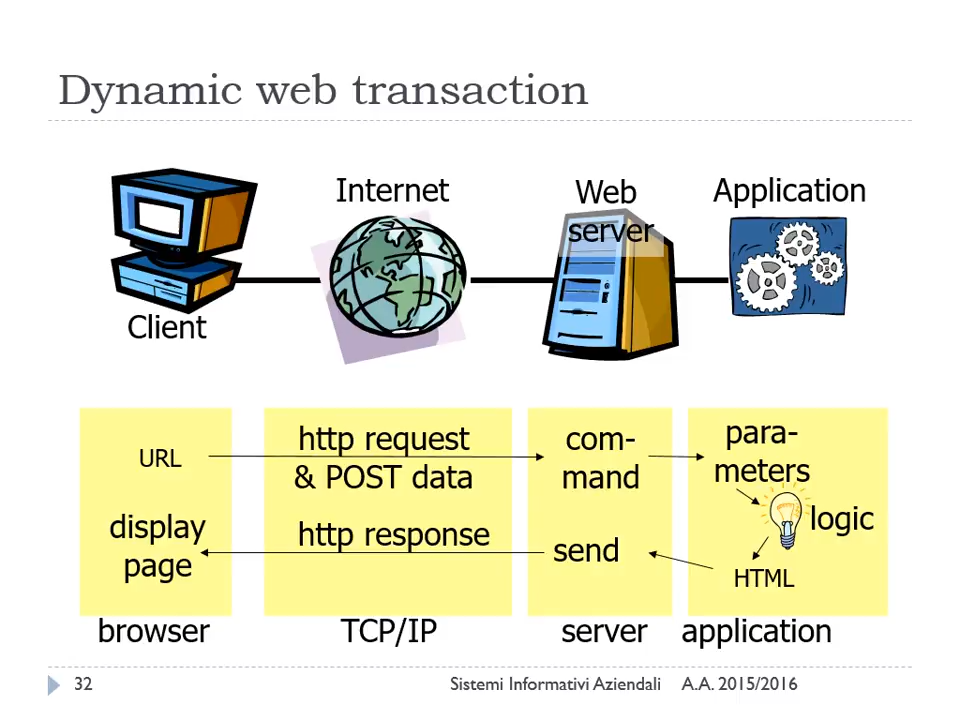 Dynamic web transaction
Internet
Web
server
Application
Client
URL
http request
& POST data
com-
mand
para-
meters
logic
display
page
http response
send
HTML
browser
TCP/IP
server
application
32
Sistemi Informativi Aziendali
A.A. 2015/2016